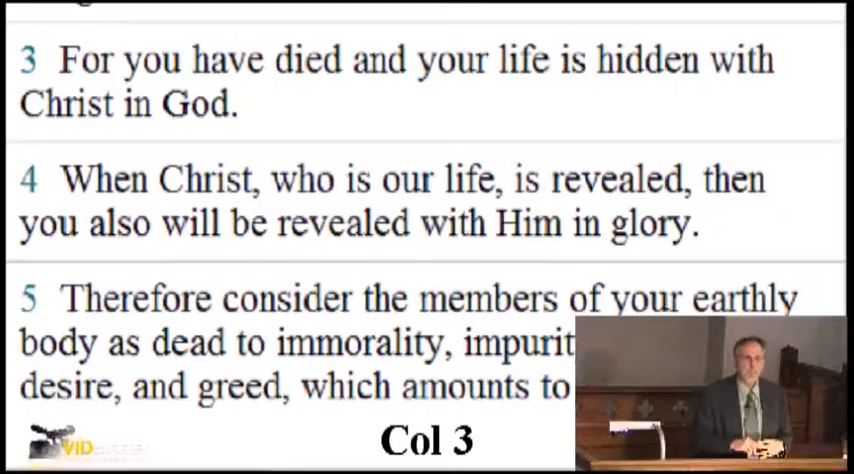 3 For you have died and your life is hidden with
Christ in God.
4 When Christ, who is our life, is revealed, then
you also will be revealed with Him in glory.
5 Therefore consider the members of your earthly
body as dead to immorality,
desire, and greed, which amounts to
Col 3
VID